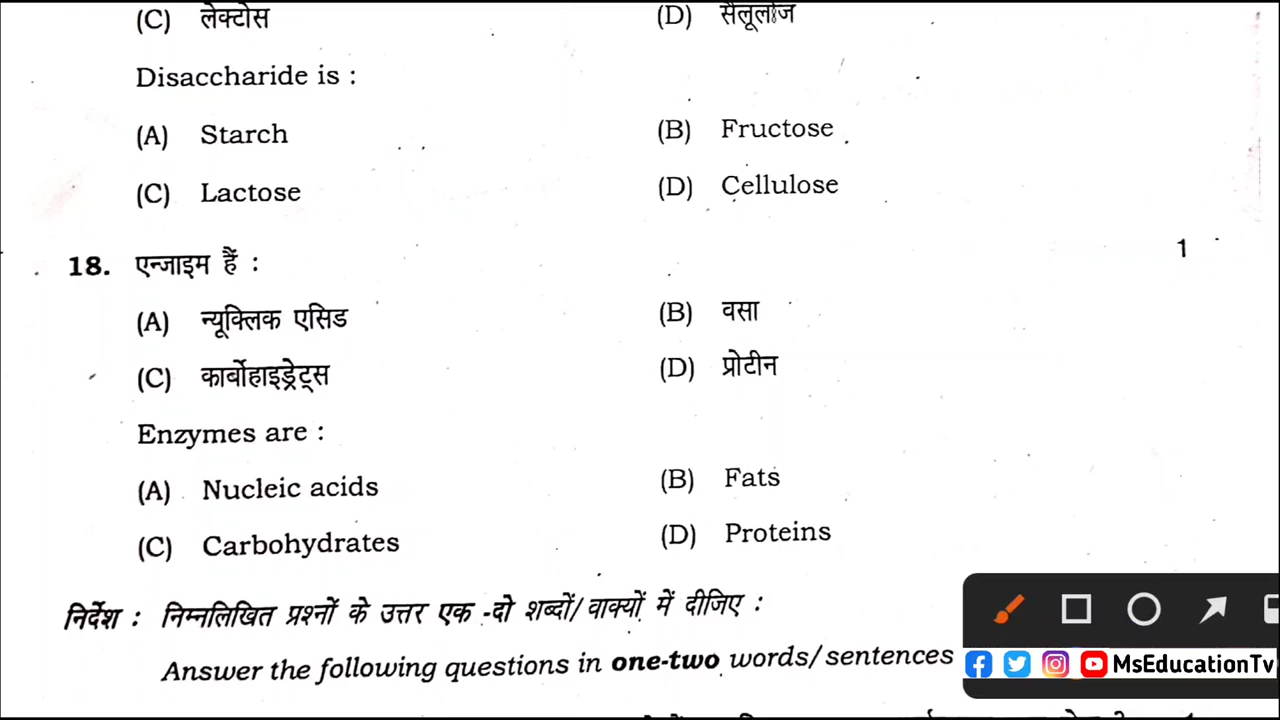 (C) लेक्टोस (D) सैलूलोज
Disaccharide is :
(A) Starch (B) Fructose
(C) Lactose (D) Cellulose
18. एन्जाइम हैं : 1
(A) न्यूक्लिक एसिड (B) वसा
(C) कार्बोहाइड्रेट्स (D) प्रोटीन
Enzymes are :
(A) Nucleic acids (B) Fats
(C) Carbohydrates (D) Proteins
निर्देश : निम्नलिखित प्रश्नों के उत्तर एक -दो शब्दों/वाक्यों में दीजिए :
Answer the following questions in one-two words/sentences
MsEducationTv